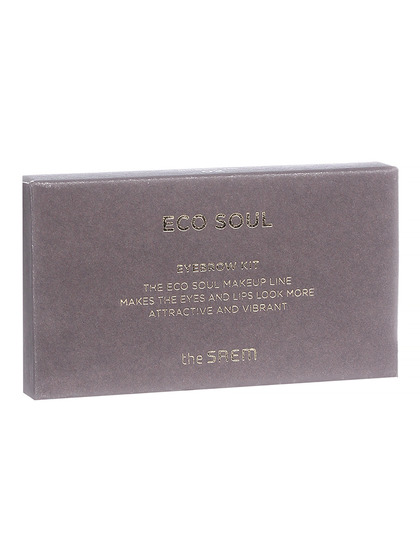 ECO SOUL
EYEBROW KIT
THE ECO SOUL MAKEUP LINE
MAKES THE EYES AND LIPS LOOK MORE
ATTRACTIVE AND VIBRANT
the SAEM